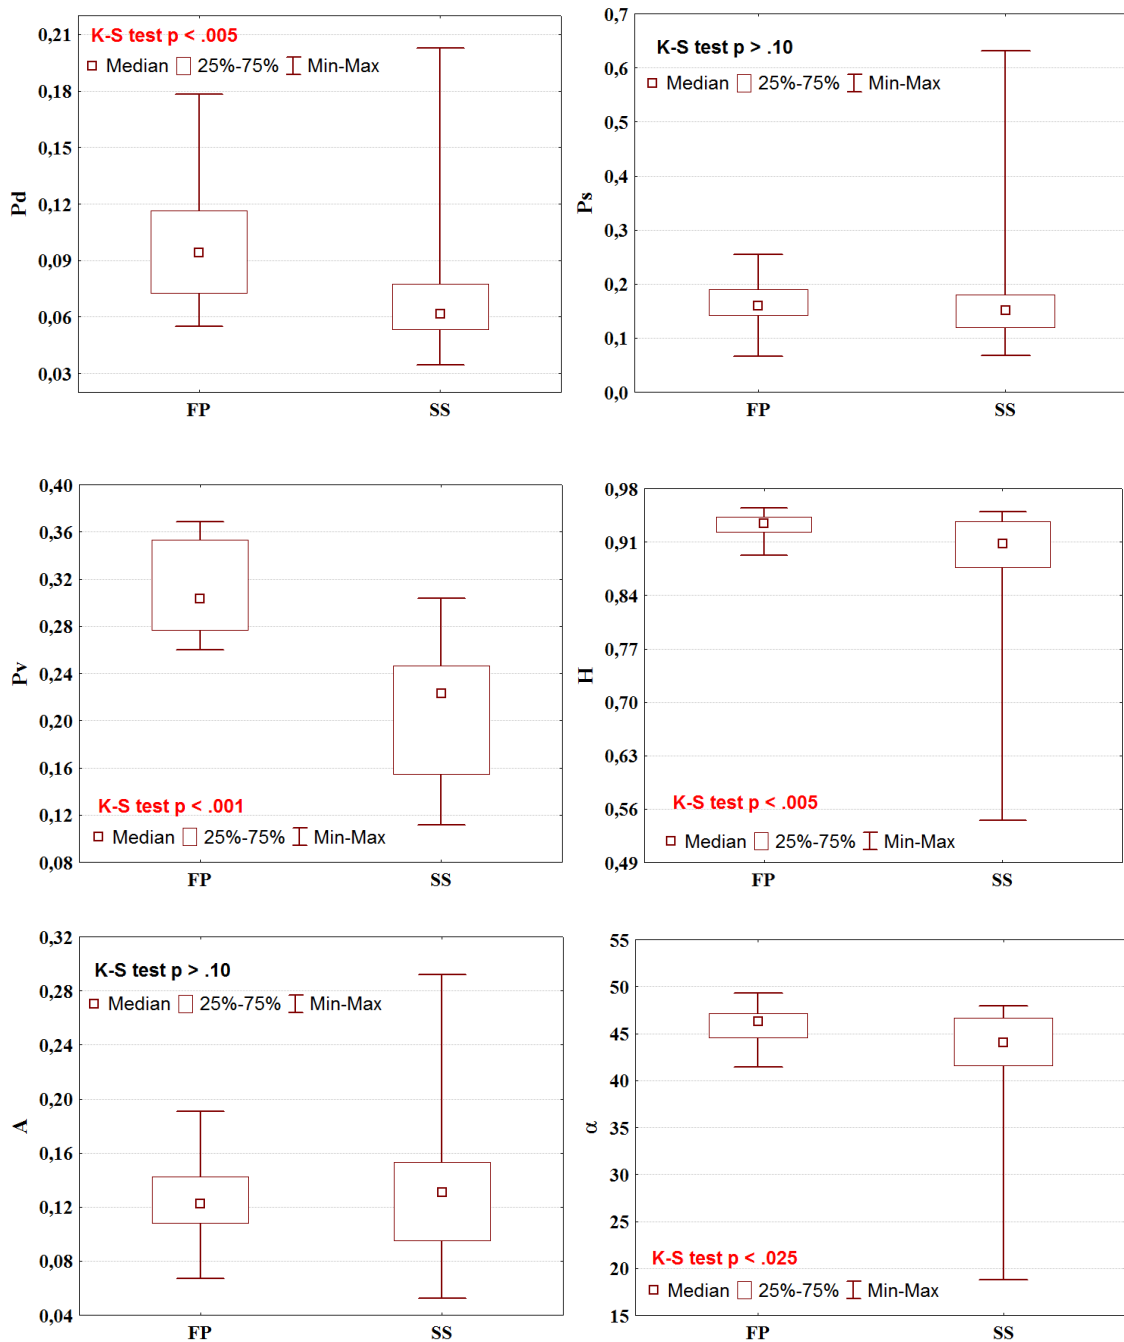 K-S test p < .005
Median 25%-75% Min-Max
0,21
0,18
0,15
0,12
0,09
0,06
0,03
Pd
FP SS
K-S test p > .10
Median 25%-75% Min-Max
0,7
0,6
0,5
0,4
0,3
0,2
0,1
0,0
Ps
FP SS
0,40
0,36
0,32
0,28
0,24
0,20
0,16
0,12
0,08
Pv
K-S test p < .001
Median 25%-75% Min-Max
FP SS
0,98
0,91
0,84
0,77
0,70
0,63
0,56
0,49
H
K-S test p < .005
Median 25%-75% Min-Max
FP SS
0,32
0,28
0,24
0,20
0,16
0,12
0,08
0,04
A
K-S test p > .10
Median 25%-75% Min-Max
FP SS
55
50
45
40
35
30
25
20
15
α
K-S test p < .025
Median 25%-75% Min-Max
FP SS